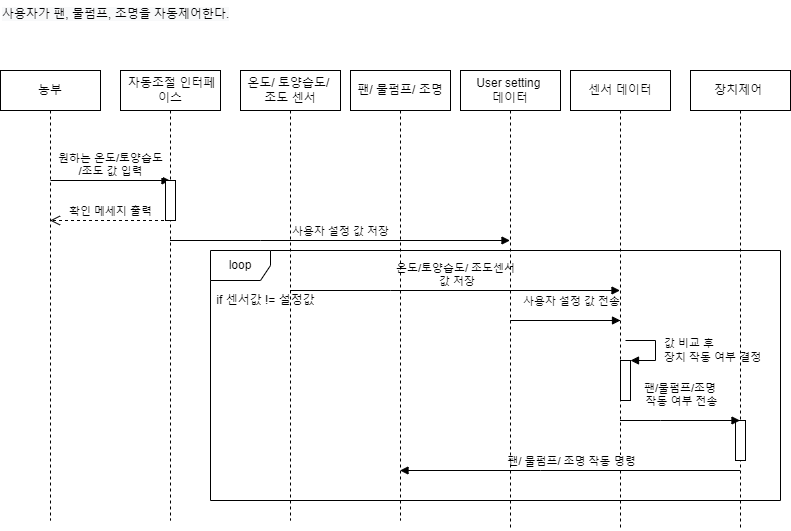 사용자가 팬, 물펌프, 조명을 자동제어한다.
농부
자동조절 인터페
이스
온도/ 토양습도/
조도 센서
팬/ 물펌프/ 조명
User setting
데이터
센서 데이터
장치제어
원하는 온도/토양습도
/조도 값 입력
확인 메세지 출력
사용자 설정 값 저장
loop
온도/토양습도/ 조도센서
값 저장
if 센서값 != 설정값
사용자 설정 값 전송
값 비교 후
장치 작동 여부 결정
팬/물펌프/조명
작동 여부 전송
팬/ 물펌프/ 조명 작동 명령